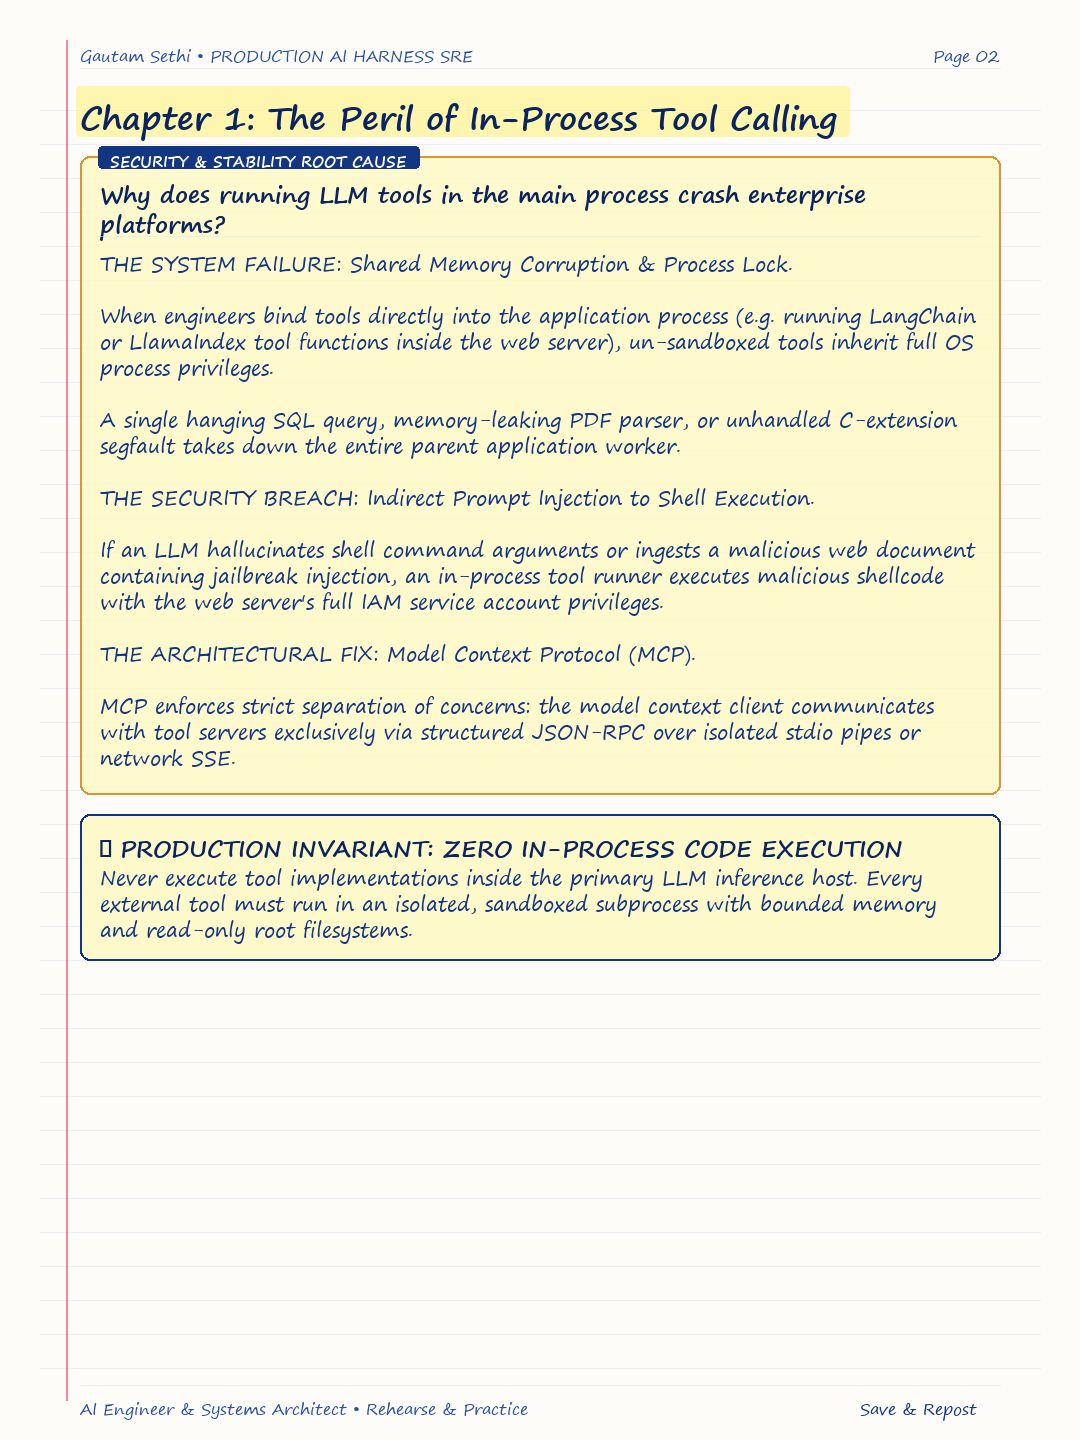 Gautam Sethi • PRODUCTION AI HARNESS SRE
Page 02
Chapter 1: The Peril of In-Process Tool Calling
SECURITY & STABILITY ROOT CAUSE
Why does running LLM tools in the main process crash enterprise
platforms?
THE SYSTEM FAILURE: Shared Memory Corruption & Process Lock.
When engineers bind tools directly into the application process (e.g. running LangChain
or LlamaIndex tool functions inside the web server), un-sandboxed tools inherit full OS
process privileges.
A single hanging SQL query, memory-leaking PDF parser, or unhandled C-extension
segfault takes down the entire parent application worker.
THE SECURITY BREACH: Indirect Prompt Injection to Shell Execution.
If an LLM hallucinates shell command arguments or ingests a malicious web document
containing jailbreak injection, an in-process tool runner executes malicious shellcode
with the web server's full IAM service account privileges.
THE ARCHITECTURAL FIX: Model Context Protocol (MCP).
MCP enforces strict separation of concerns: the model context client communicates
with tool servers exclusively via structured JSON-RPC over isolated stdio pipes or
network SSE.
PRODUCTION INVARIANT: ZERO IN-PROCESS CODE EXECUTION
Never execute tool implementations inside the primary LLM inference host. Every
external tool must run in an isolated, sandboxed subprocess with bounded memory
and read-only root filesystems.
AI Engineer & Systems Architect • Rehearse & Practice
Save & Repost